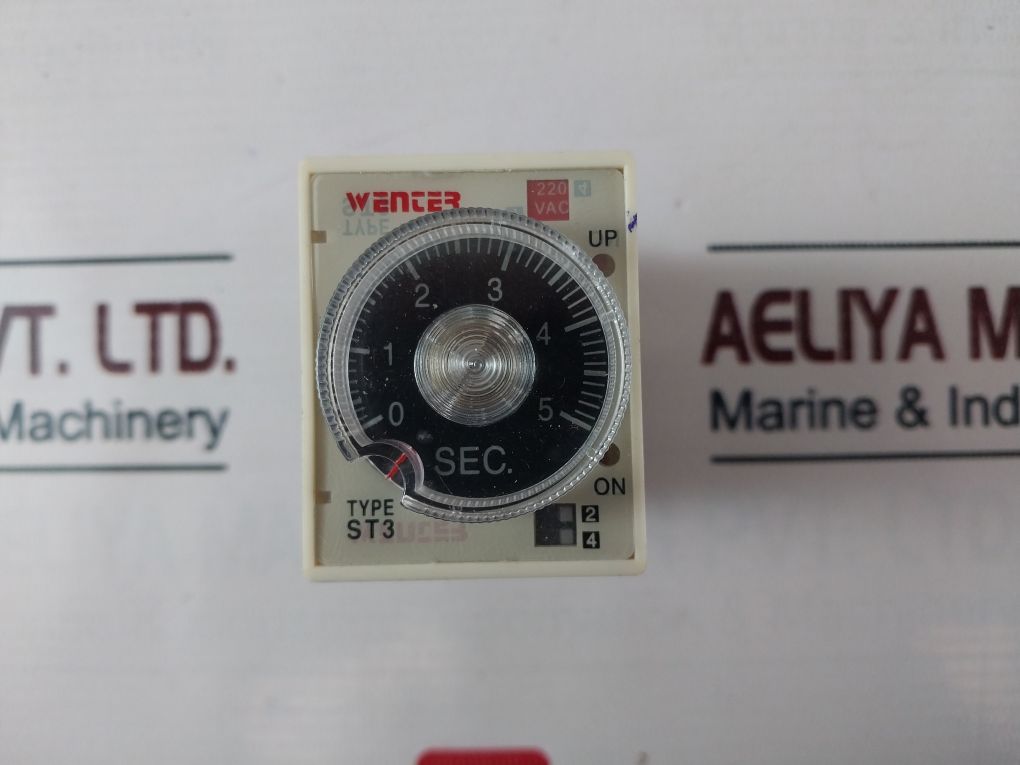 WENTER
220 4
VAC
UP
0 1 2 3 4 5
SEC.
ON
TYPE
ST3
2
4
VT. LTD.
Machinery
AELIYA M
Marine & Ind